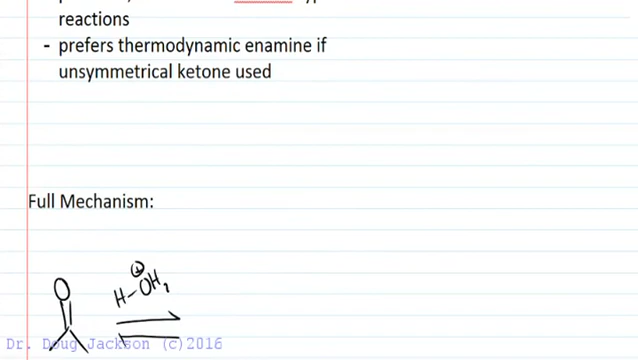 reactions
- prefers thermodynamic enamine if
unsymmetrical ketone used
Full Mechanism:
⊕
H-OH₂
O
Dr. Doug Jackson (c)2016